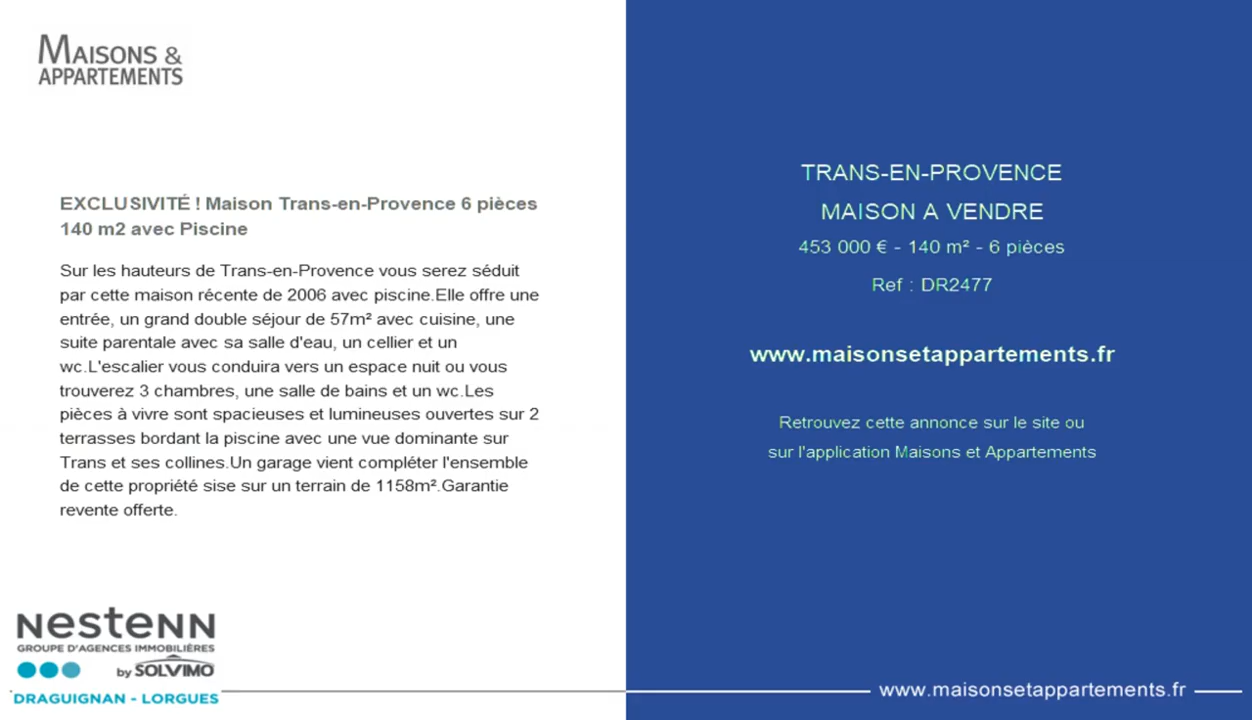 MAISONS &
APPARTEMENTS
EXCLUSIVITÉ ! Maison Trans-en-Provence 6 pièces
140 m2 avec Piscine
Sur les hauteurs de Trans-en-Provence vous serez séduit
par cette maison récente de 2006 avec piscine.Elle offre une
entrée, un grand double séjour de 57m² avec cuisine, une
suite parentale avec sa salle d'eau, un cellier et un
wc.L'escalier vous conduira vers un espace nuit ou vous
trouverez 3 chambres, une salle de bains et un wc.Les
pièces à vivre sont spacieuses et lumineuses ouvertes sur 2
terrasses bordant la piscine avec une vue dominante sur
Trans et ses collines.Un garage vient compléter l'ensemble
de cette propriété sise sur un terrain de 1158m².Garantie
revente offerte.
nestenn
GROUPE D'AGENCES IMMOBILIÈRES
by SOLVIMO
DRAGUIGNAN - LORGUES
TRANS-EN-PROVENCE
MAISON A VENDRE
453 000 € - 140 m² - 6 pièces
Ref : DR2477
www.maisonsetappartements.fr
Retrouvez cette annonce sur le site ou
sur l'application Maisons et Appartements
www.maisonsetappartements.fr